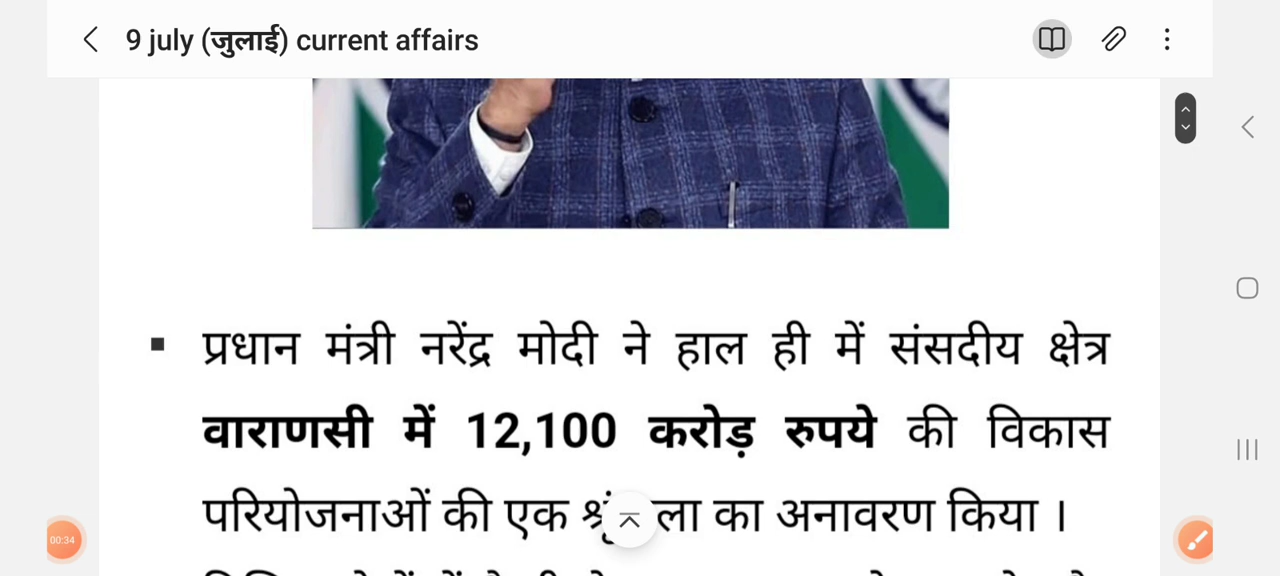 9 july (जुलाई) current affairs
प्रधान मंत्री नरेंद्र मोदी ने हाल ही में संसदीय क्षेत्र
वाराणसी में 12,100 करोड़ रुपये की विकास
परियोजनाओं की एक का अनावरण किया ।
00:34